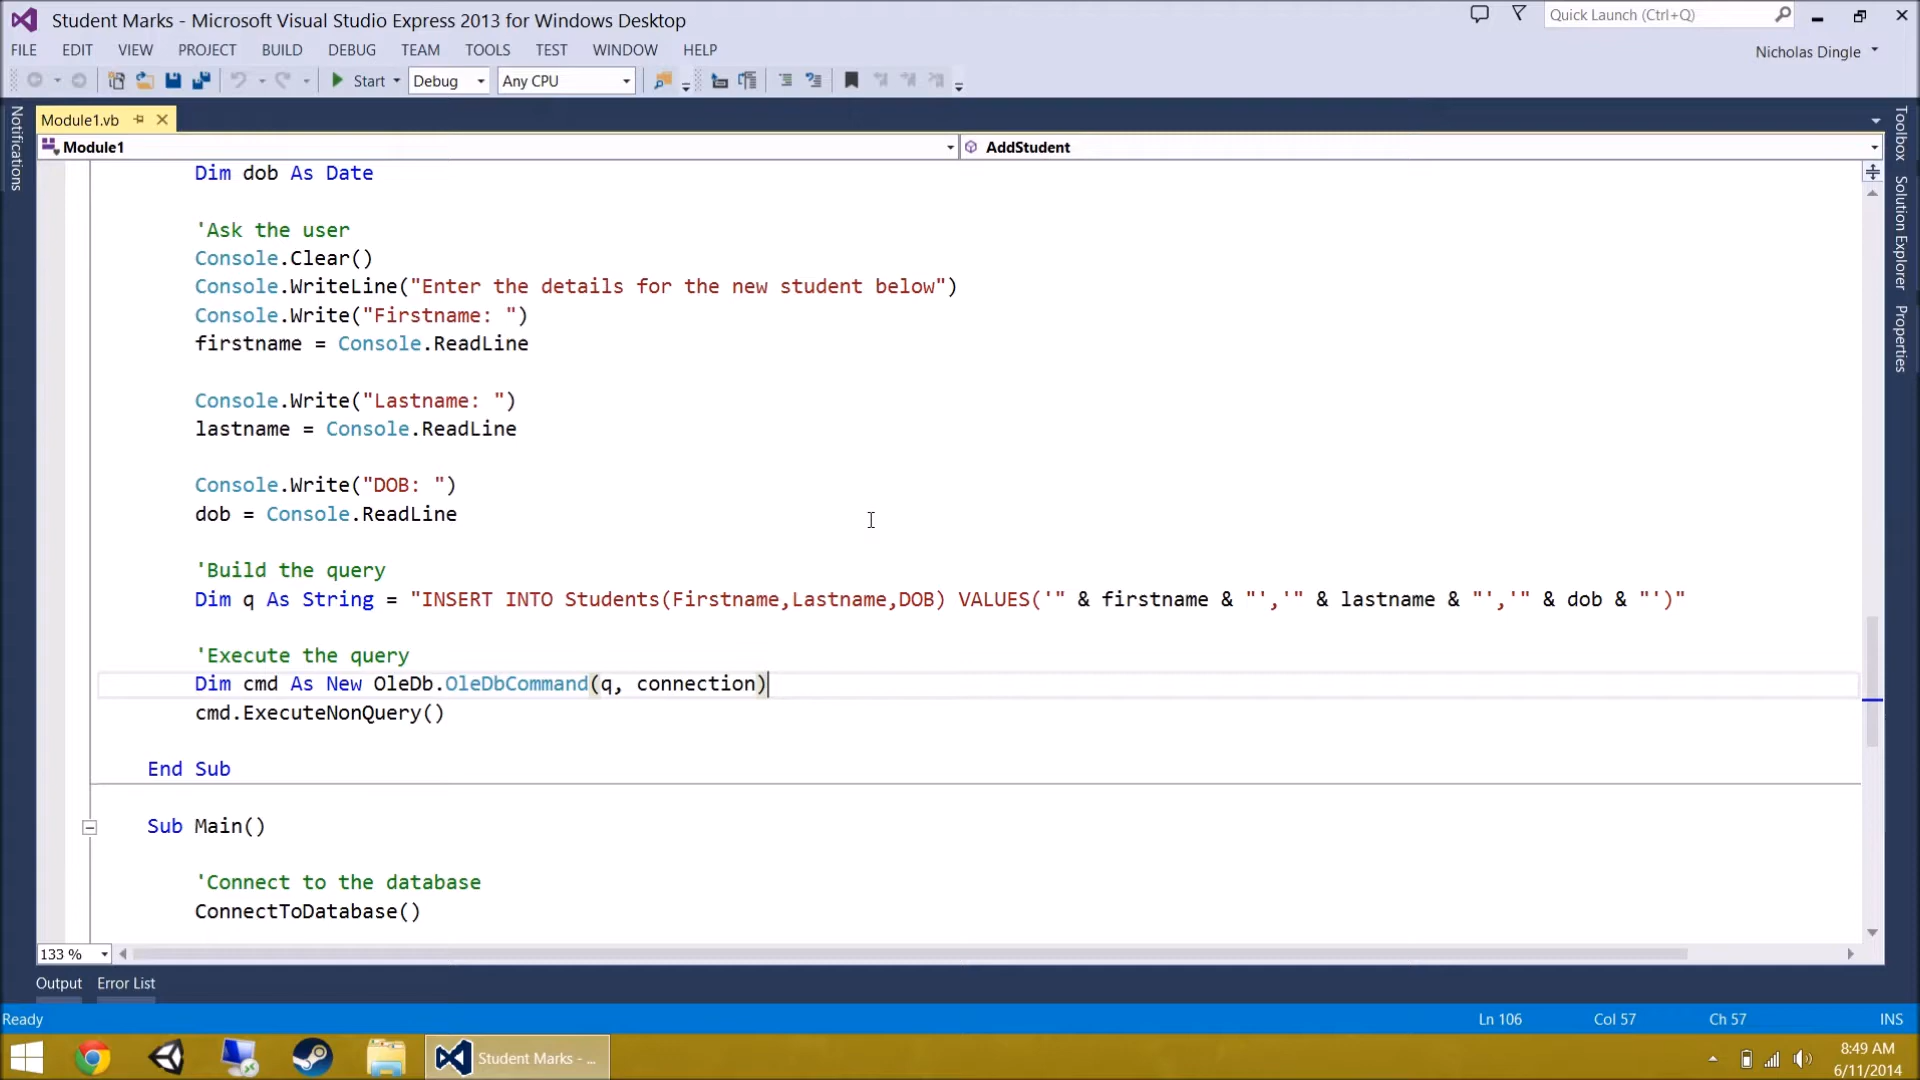 Student Marks - Microsoft Visual Studio Express 2013 for Windows Desktop
Quick Launch (Ctrl+Q)
FILE EDIT VIEW PROJECT BUILD DEBUG TEAM TOOLS TEST WINDOW HELP
Nicholas Dingle
Start Debug Any CPU
Notifications
Module1.vb
Module1
AddStudent
Toolbox
Solution Explorer
Properties
Dim dob As Date
'Ask the user
Console.Clear()
Console.WriteLine("Enter the details for the new student below")
Console.Write("Firstname: ")
firstname = Console.ReadLine
Console.Write("Lastname: ")
lastname = Console.ReadLine
Console.Write("DOB: ")
dob = Console.ReadLine
'Build the query
Dim q As String = "INSERT INTO Students(Firstname,Lastname,DOB) VALUES('" & firstname & "','" & lastname & "','" & dob & "')"
'Execute the query
Dim cmd As New OleDb.OleDbCommand(q, connection)
cmd.ExecuteNonQuery()
End Sub
Sub Main()
'Connect to the database
ConnectToDatabase()
133 %
Output Error List
Ready
Ln 106 Col 57 Ch 57 INS
Student Marks - ...
8:49 AM
6/11/2014